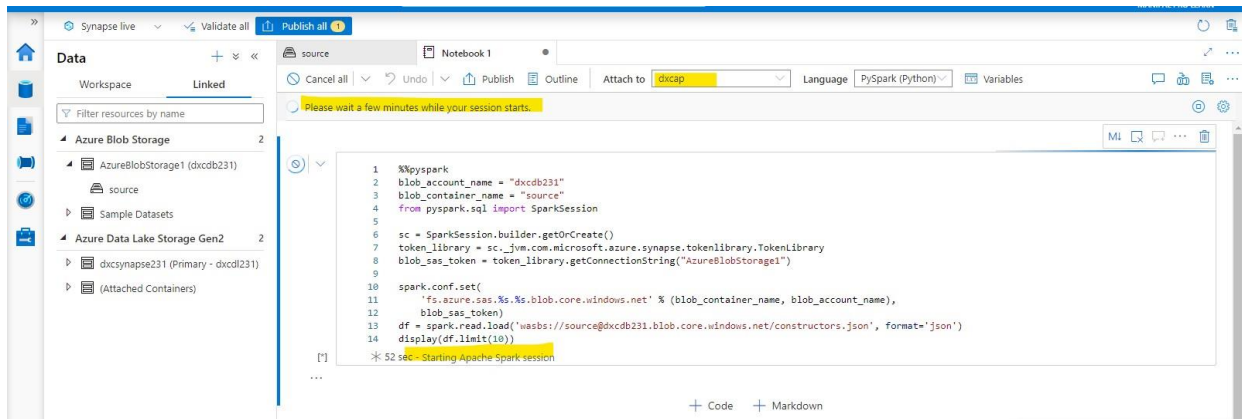 Synapse live
Validate all
Publish all 1
Data
Workspace
Linked
Filter resources by name
Azure Blob Storage 2
AzureBlobStorage1 (dxcdb231)
source
Sample Datasets
Azure Data Lake Storage Gen2 2
dxcsynapse231 (Primary - dxcdl231)
(Attached Containers)
source
Notebook 1
Cancel all
Undo
Publish
Outline
Attach to
dxcap
Language
PySpark (Python)
Variables
Please wait a few minutes while your session starts.
M↓
1 %%pyspark
2 blob_account_name = "dxcdb231"
3 blob_container_name = "source"
4 from pyspark.sql import SparkSession
5
6 sc = SparkSession.builder.getOrCreate()
7 token_library = sc._jvm.com.microsoft.azure.synapse.tokenlibrary.TokenLibrary
8 blob_sas_token = token_library.getConnectionString("AzureBlobStorage1")
9
10 spark.conf.set(
11 'fs.azure.sas.%s.%s.blob.core.windows.net' % (blob_container_name, blob_account_name),
12 blob_sas_token)
13 df = spark.read.load('wasbs://source@dxcdb231.blob.core.windows.net/constructors.json', format='json')
14 display(df.limit(10))
[*]
52 sec - Starting Apache Spark session
...
+ Code
+ Markdown